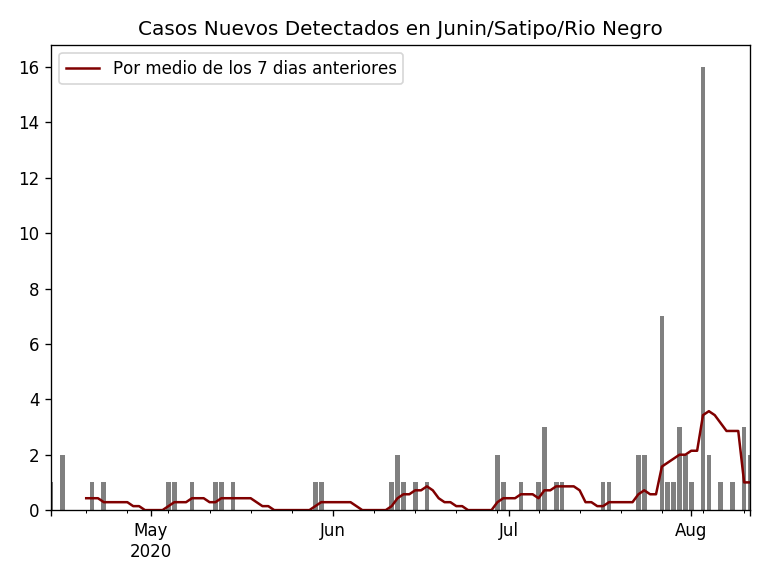 Casos Nuevos Detectados en Junin/Satipo/Rio Negro
Por medio de los 7 dias anteriores
16
14
12
10
8
6
4
2
0
May
2020
Jun
Jul
Aug